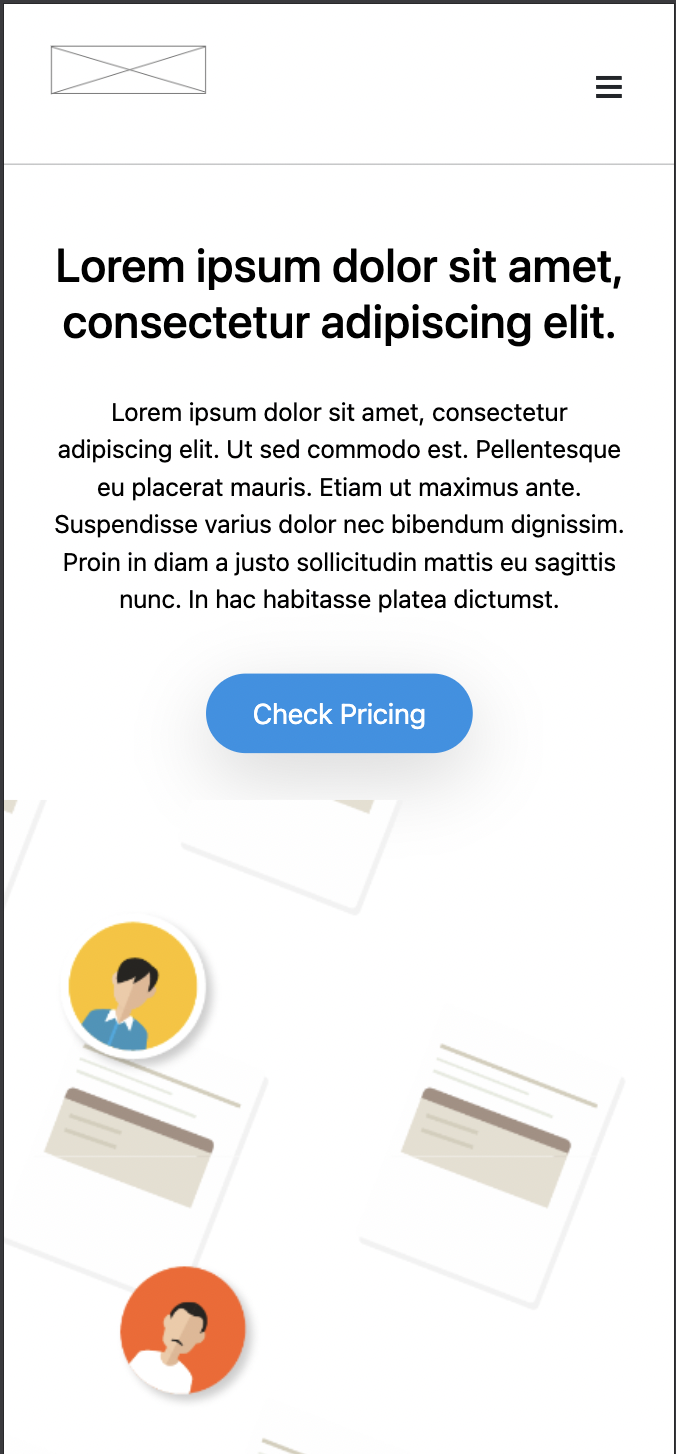 Lorem ipsum dolor sit amet,
consectetur adipiscing elit.
Lorem ipsum dolor sit amet, consectetur
adipiscing elit. Ut sed commodo est. Pellentesque
eu placerat mauris. Etiam ut maximus ante.
Suspendisse varius dolor nec bibendum dignissim.
Proin in diam a justo sollicitudin mattis eu sagittis
nunc. In hac habitasse platea dictumst.
Check Pricing